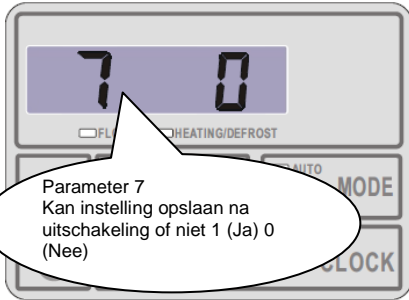 7 0
FL HEATING/DEFROST
Parameter 7
Kan instelling opslaan na
uitschakeling of niet 1 (Ja) 0
(Nee)
AUTO
MODE
CLOCK